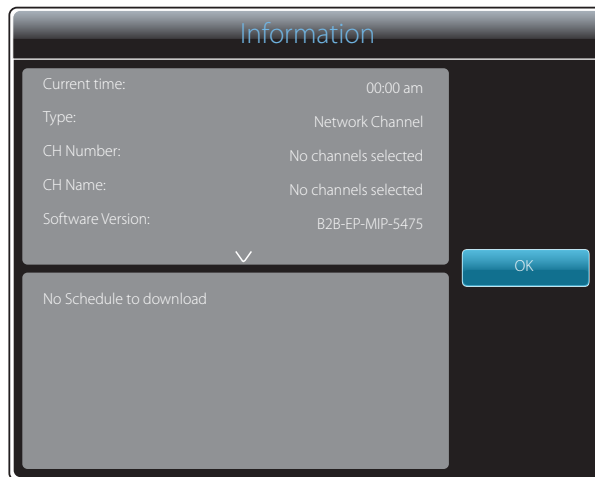 Information
Current time: 00:00 am
Type: Network Channel
CH Number: No channels selected
CH Name: No channels selected
Software Version: B2B-EP-MIP-5475
OK
No Schedule to download